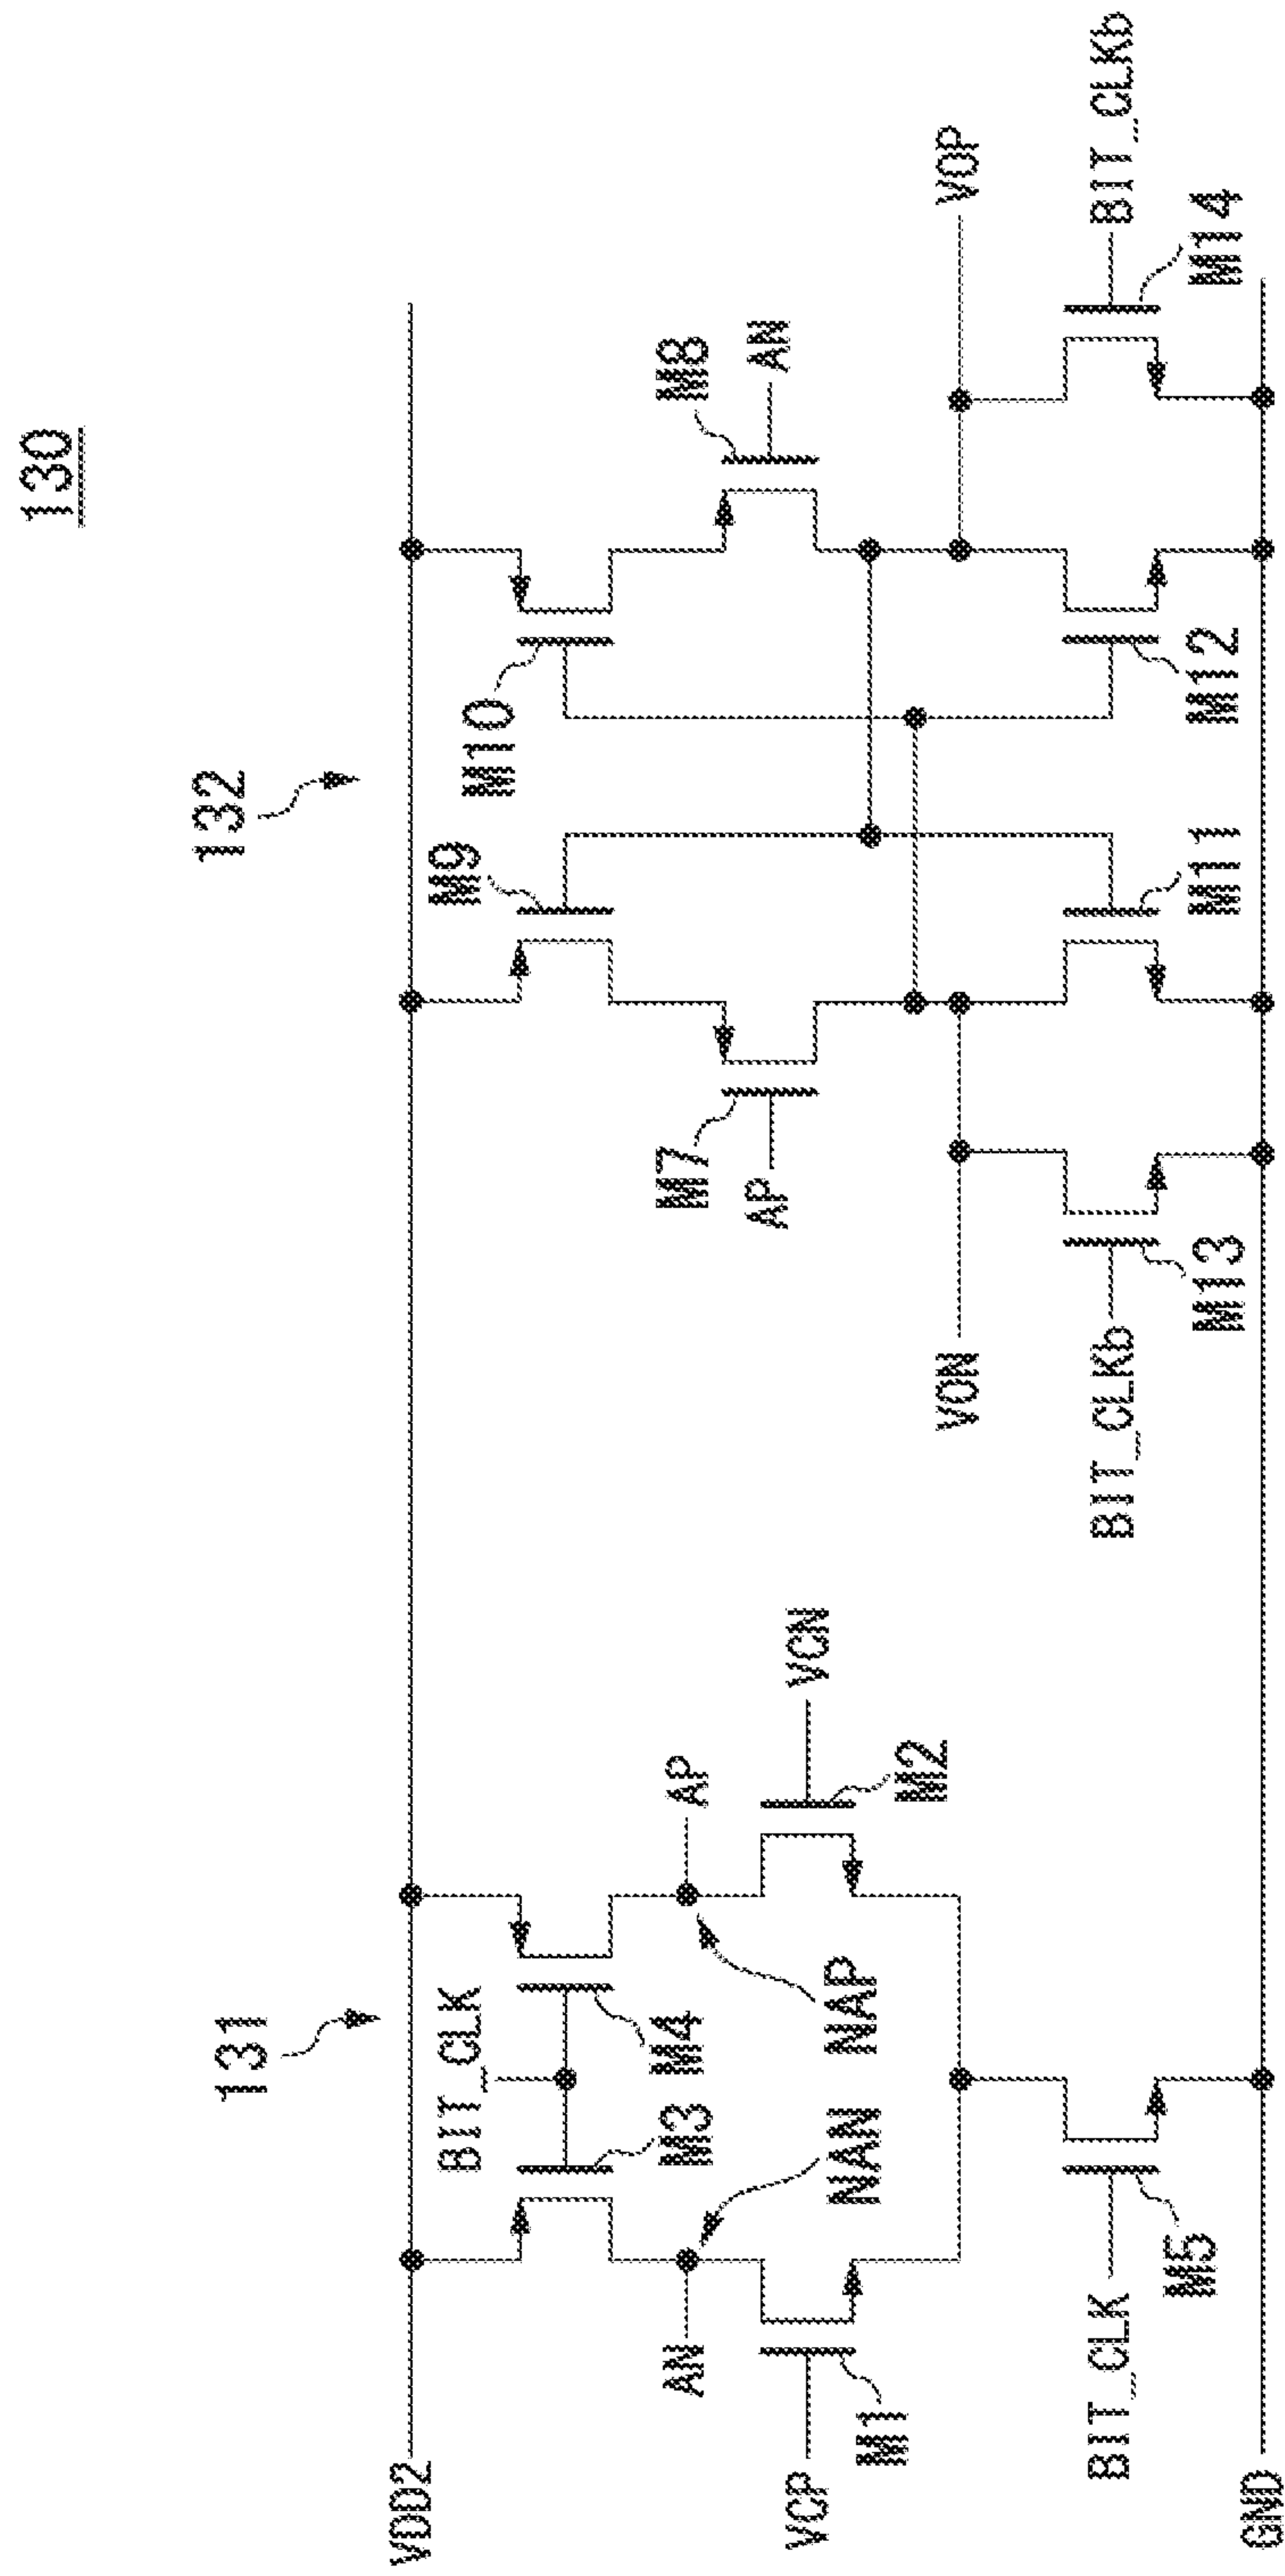 130
131
132
VDD2
BIT_CLK
M3
M4
M9
M10
AN
AP
NAN
NAP
M7
AP
M8
AN
VCP
M1
VCN
M2
VON
VOP
BIT_CLK
M5
BIT_CLKb
M13
M11
M12
BIT_CLKb
M14
GND